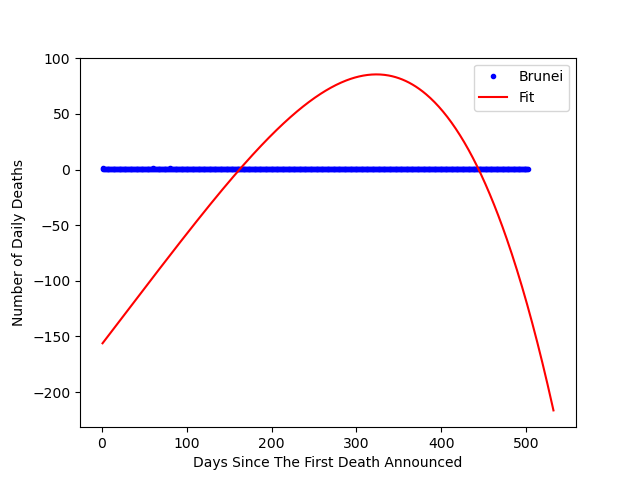 Brunei
Fit
100
50
0
−50
−100
−150
−200
Number of Daily Deaths
0 100 200 300 400 500
Days Since The First Death Announced